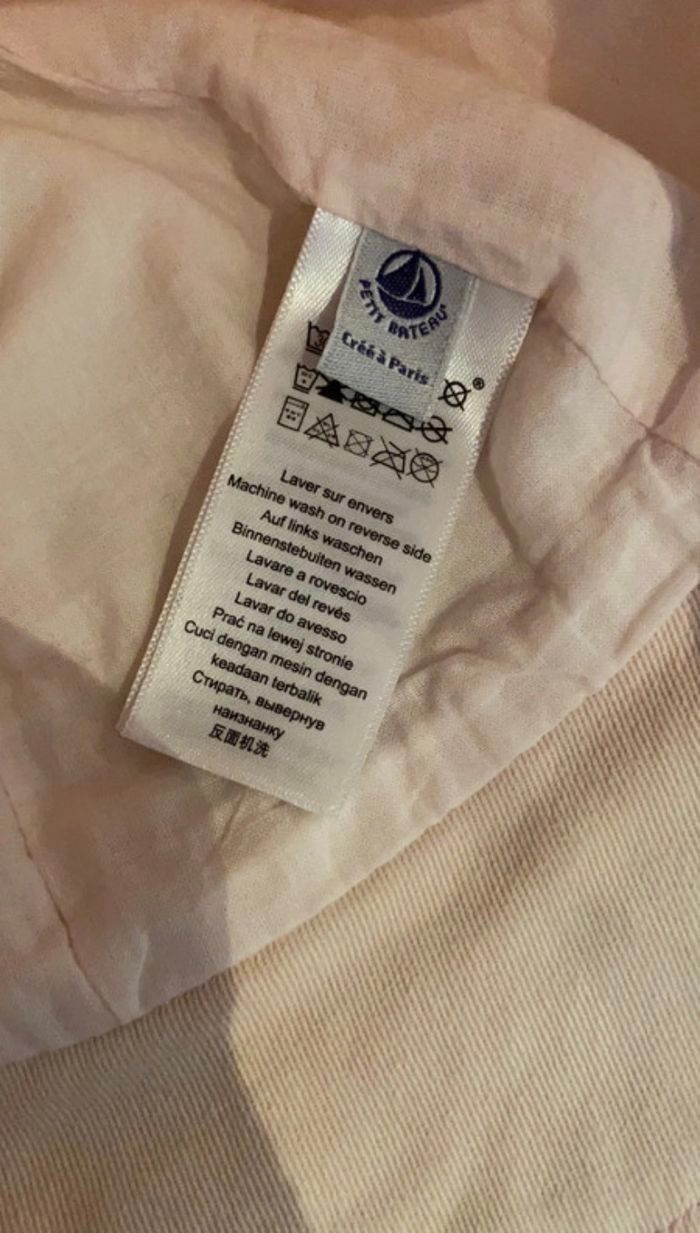 PETIT BATEAU
Créé à Paris
®
Laver sur envers
Machine wash on reverse side
Auf links waschen
Binnenstebuiten wassen
Lavare a rovescio
Lavar del revés
Lavar do avesso
Prać na lewej stronie
Cuci dengan mesin dengan
keadaan terbalik
Стирать, вывернув
наизнанку
反面机洗